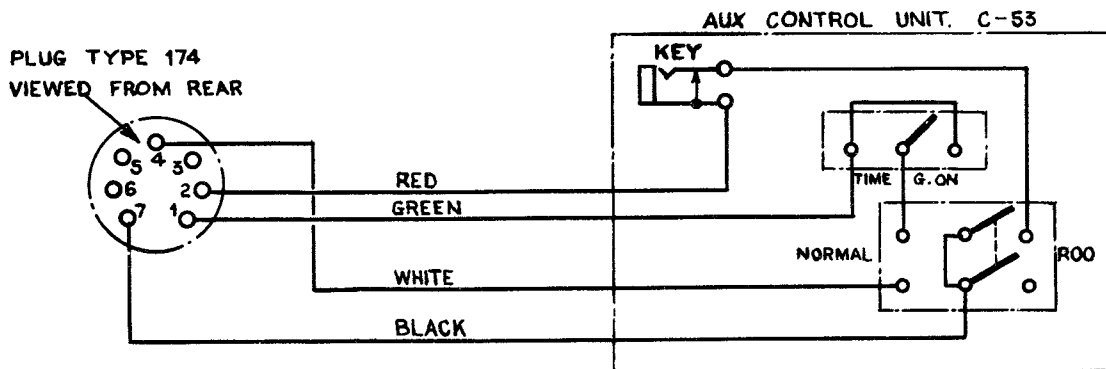 AUX CONTROL UNIT. C-53
PLUG TYPE 174
VIEWED FROM REAR
KEY
4
5
3
6
2
7
1
RED
GREEN
TIME G.ON
NORMAL
ROO
WHITE
BLACK